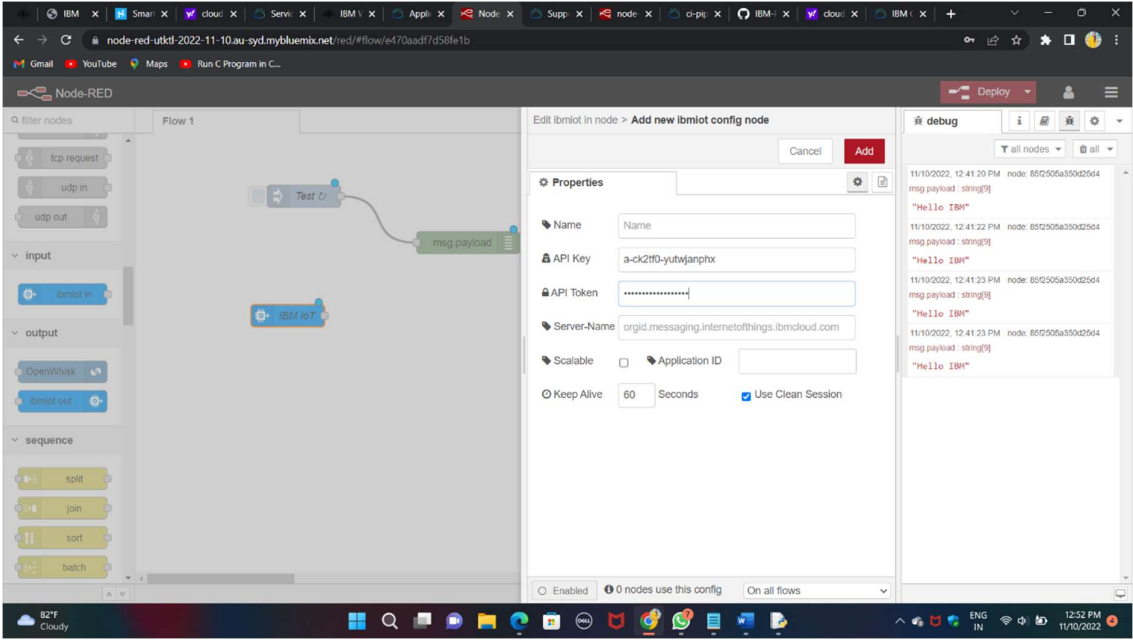 IBM
Smart
cloud
Servic
IBM W
Applic
Node-
Supp
node-
ci-pip
IBM-I
cloud
IBM C
node-red-utktl-2022-11-10.au-syd.mybluemix.net/red/#flow/e470aadf7d58fe1b
Gmail YouTube Maps Run C Program in C...
Node-RED
Deploy
filter nodes
tcp request
udp in
udp out
input
ibmiot in
output
OpenWhisk
ibmiot out
sequence
split
join
sort
batch
Flow 1
Test ↻
msg.payload
IBM IoT
Edit ibmiot in node > Add new ibmiot config node
Cancel Add
Properties
Name Name
API Key a-ck2tf0-yutwjanphx
API Token ••••••••••••••••••
Server-Name orgid.messaging.internetofthings.ibmcloud.com
Scalable Application ID
Keep Alive 60 Seconds Use Clean Session
Enabled 0 nodes use this config On all flows
debug
all nodes all
11/10/2022, 12:41:20 PM node: 85f2505a350d25d4
msg.payload : string[9]
"Hello IBM"
11/10/2022, 12:41:22 PM node: 85f2505a350d25d4
msg.payload : string[9]
"Hello IBM"
11/10/2022, 12:41:23 PM node: 85f2505a350d25d4
msg.payload : string[9]
"Hello IBM"
11/10/2022, 12:41:23 PM node: 85f2505a350d25d4
msg.payload : string[9]
"Hello IBM"
82°F
Cloudy
DELL
ENG
IN
12:52 PM
11/10/2022
4